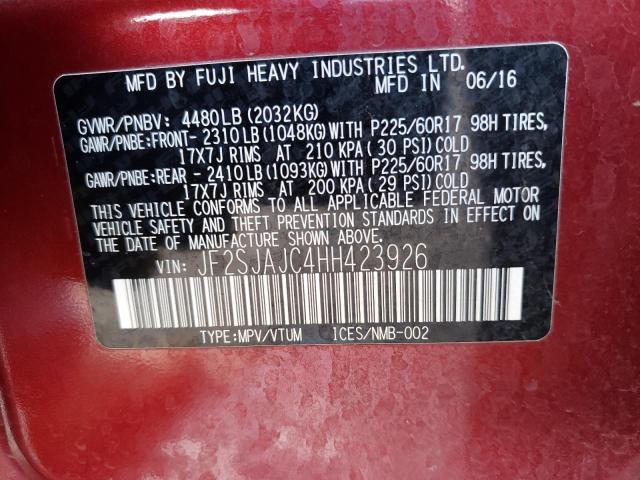 MFD BY FUJI HEAVY INDUSTRIES LTD.
MFD IN 06/16
GVWR/PNBV: 4480LB (2032KG)
GAWR/PNBE:FRONT- 2310LB (1048KG) WITH P225/60R17 98H TIRES,
17X7J RIMS AT 210 KPA ( 30 PSI) COLD
GAWR/PNBE:REAR - 2410LB (1093KG) WITH P225/60R17 98H TIRES,
17X7J RIMS AT 200 KPA ( 29 PSI) COLD
THIS VEHICLE CONFORMS TO ALL APPLICABLE FEDERAL MOTOR
VEHICLE SAFETY AND THEFT PREVENTION STANDARDS IN EFFECT ON
THE DATE OF MANUFACTURE SHOWN ABOVE.
VIN: JF2SJAJC4HH423926
TYPE:MPV/VTUM ICES/NMB-002